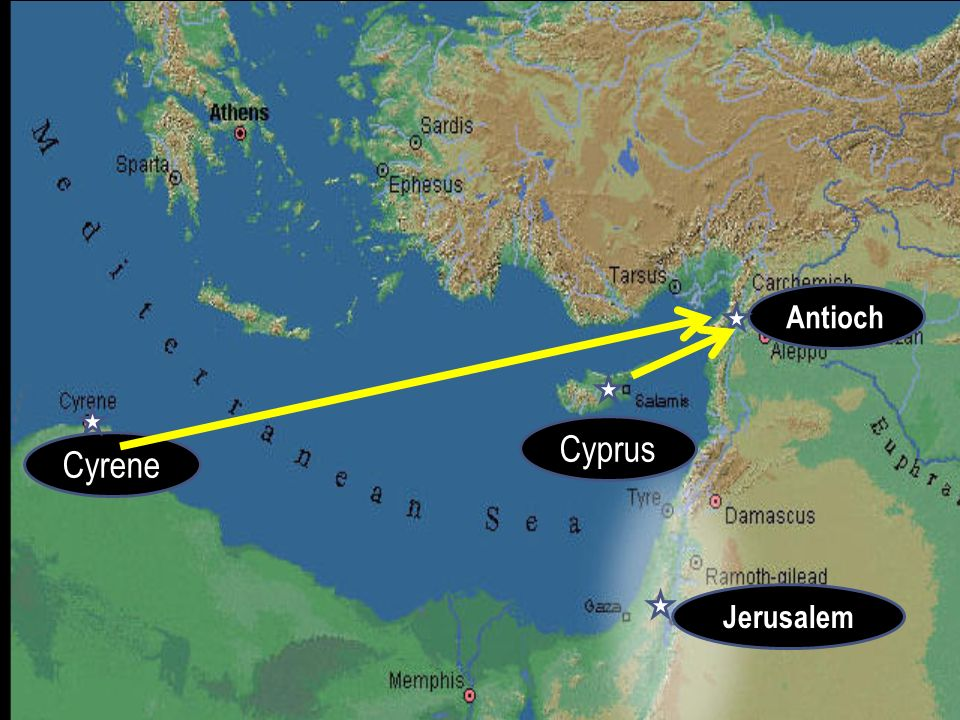 Athens
Sardis
Sparta
Ephesus
Mediterranean Sea
Tarsus
Carchemish
Antioch
Aleppo
Cyrene
Salamis
Cyrene
Cyprus
Tyre
Damascus
Ramoth-gilead
Gaza
Jerusalem
Memphis